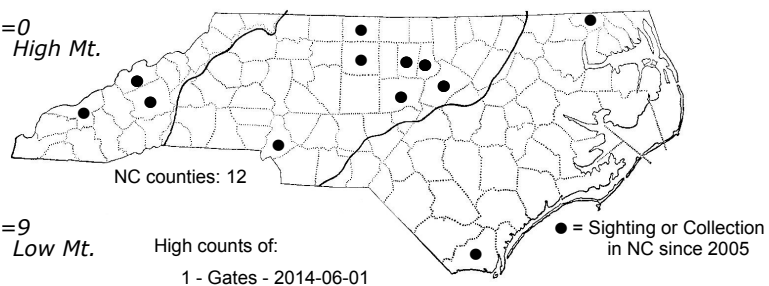 =0
High Mt.
NC counties: 12
=9
Low Mt.
High counts of:
1 - Gates - 2014-06-01
● = Sighting or Collection
in NC since 2005